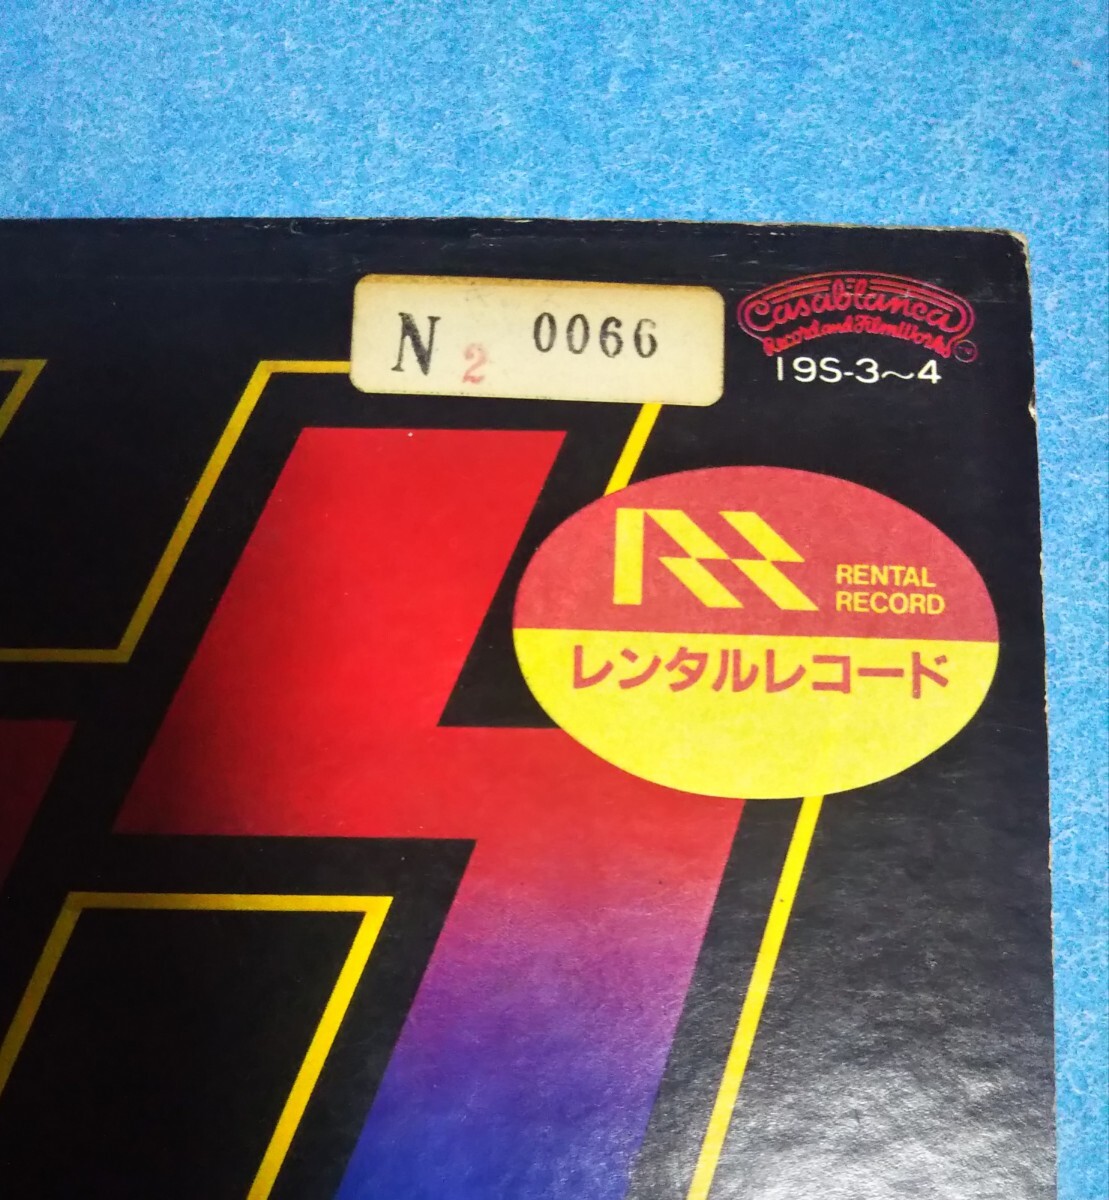 N 2 0066
Casablanca
Record and FilmWorks
TM
19S-3〜4
RENTAL
RECORD
レンタルレコード